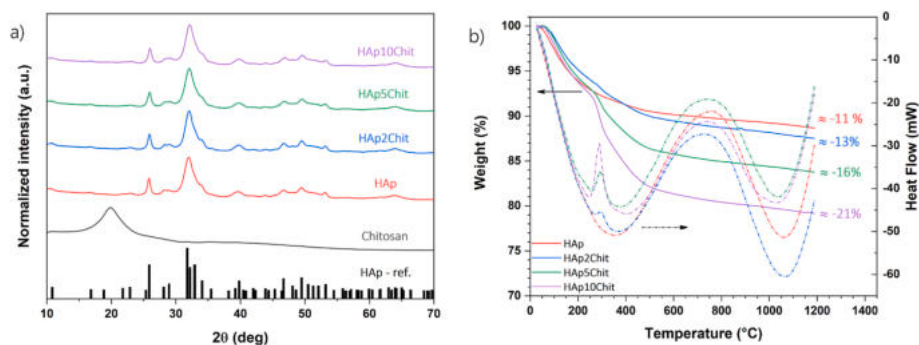 a)
Normalized intensity (a.u.)
HAp10Chit
HAp5Chit
HAp2Chit
HAp
Chitosan
HAp - ref.
10 20 30 40 50 60 70
2θ (deg)
b)
Weight (%)
100
95
90
85
80
75
70
≈ -11 %
≈ -13%
≈ -16%
≈ -21%
HAp
HAp2Chit
HAp5Chit
HAp10Chit
0
-10
-20
-30
-40
-50
-60
Heat Flow (mW)
0 200 400 600 800 1000 1200 1400
Temperature (°C)